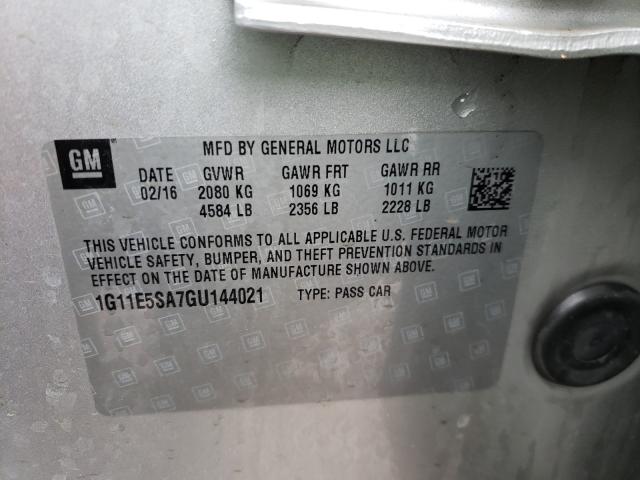 GM
MFD BY GENERAL MOTORS LLC
DATE GVWR GAWR FRT GAWR RR
02/16 2080 KG 1069 KG 1011 KG
4584 LB 2356 LB 2228 LB
THIS VEHICLE CONFORMS TO ALL APPLICABLE U.S. FEDERAL MOTOR
VEHICLE SAFETY, BUMPER, AND THEFT PREVENTION STANDARDS IN
EFFECT ON THE DATE OF MANUFACTURE SHOWN ABOVE.
1G11E5SA7GU144021 TYPE: PASS CAR